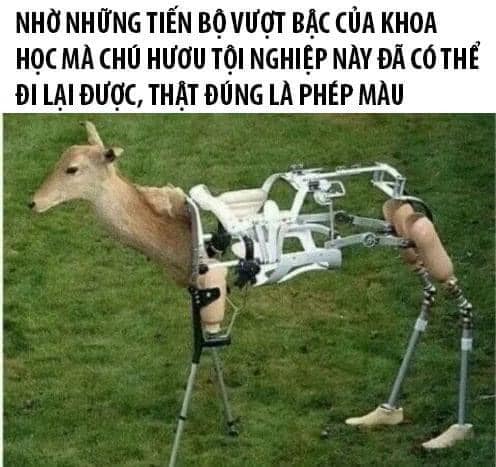 NHỜ NHỮNG TIẾN BỘ VƯỢT BẬC CỦA KHOA
HỌC MÀ CHÚ HƯƠU TỘI NGHIỆP NÀY ĐÃ CÓ THỂ
ĐI LẠI ĐƯỢC, THẬT ĐÚNG LÀ PHÉP MÀU